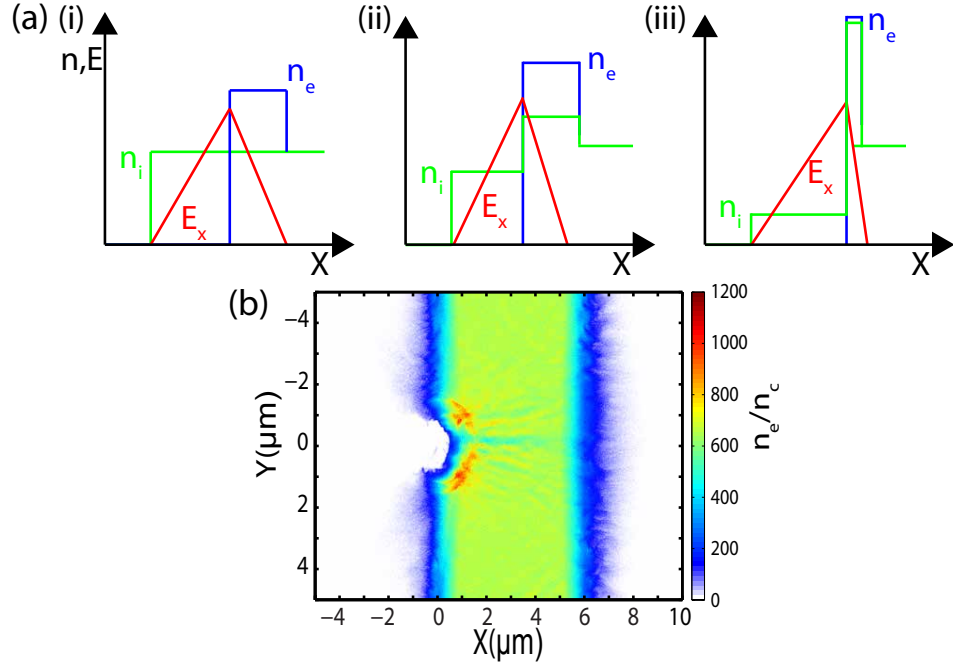 (a) (i) (ii) (iii)
n,E
n_e
n_i
E_x
X
n_e
n_i
E_x
X
n_e
n_i
E_x
X
(b)
-4
-2
0
2
4
Y(μm)
-4 -2 0 2 4 6 8 10
X(μm)
1200
1000
800
600
400
200
0
n_e/n_c